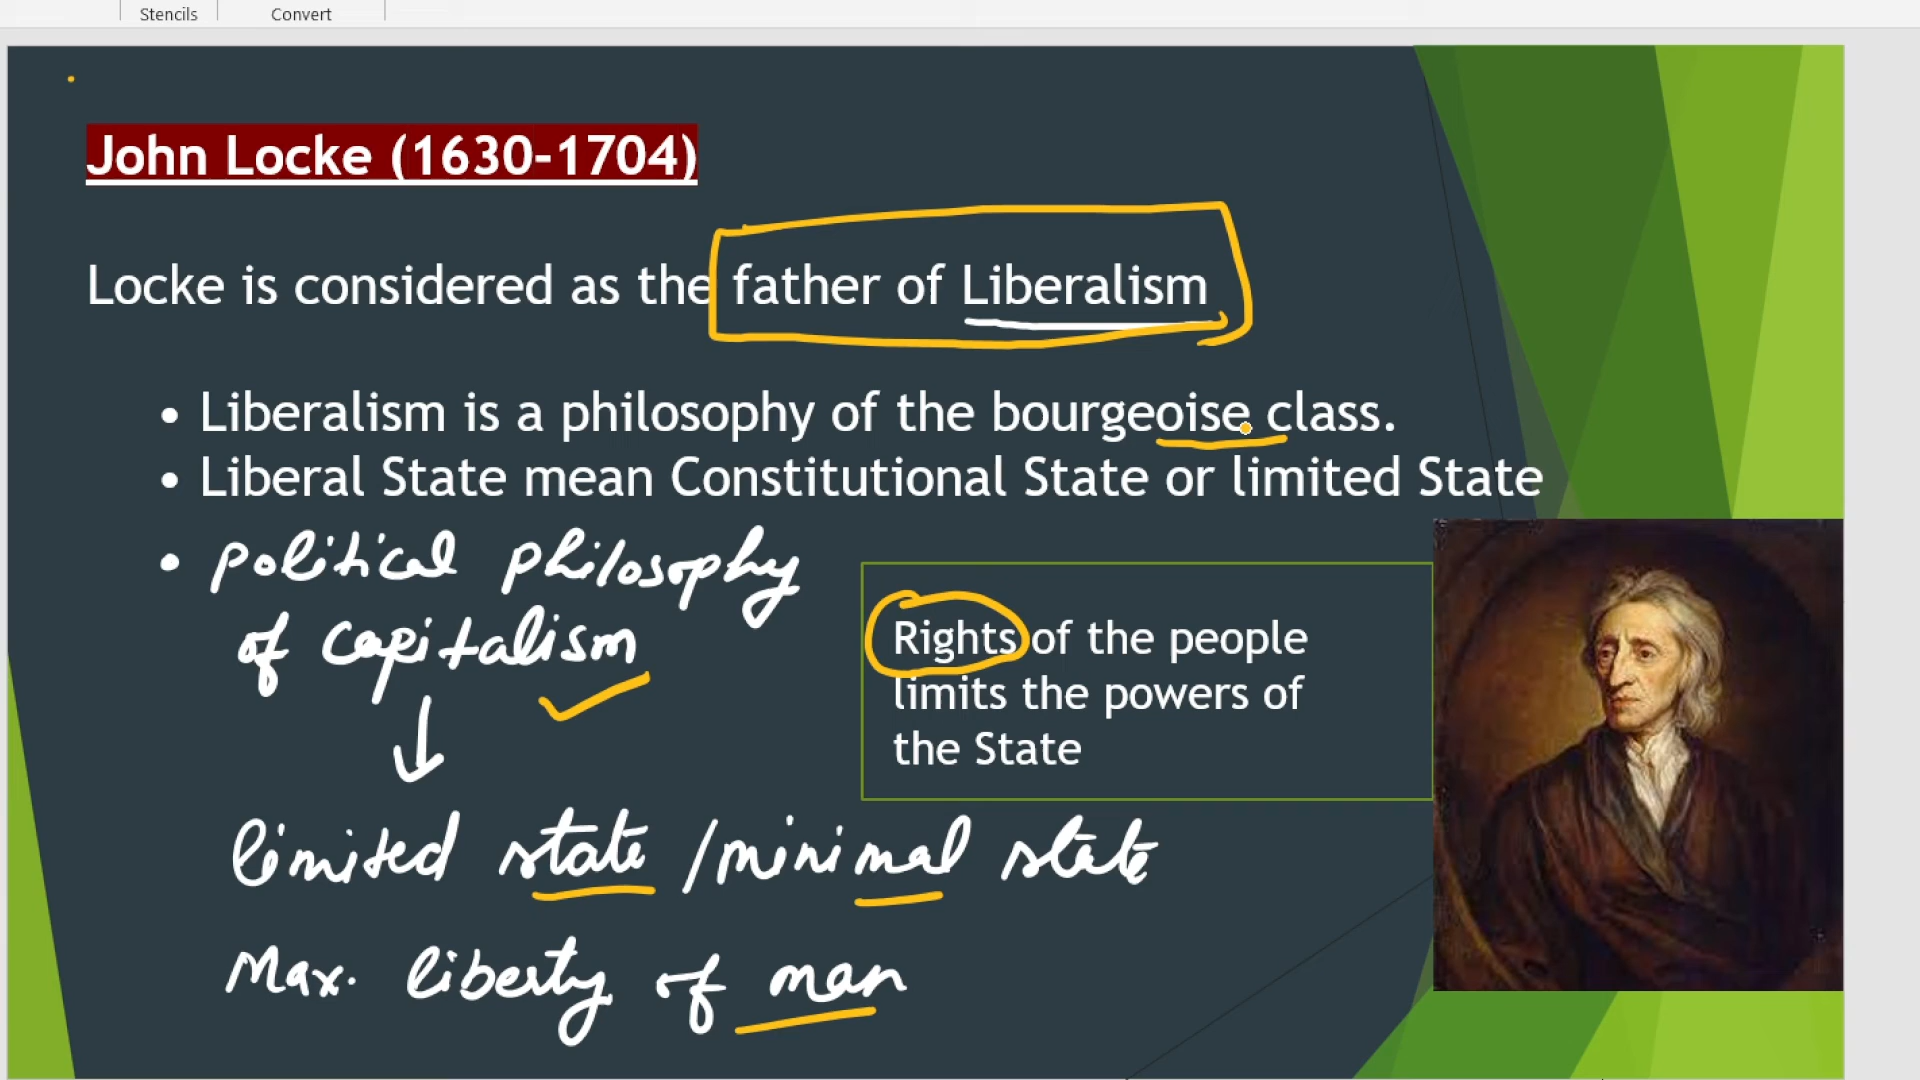 Stencils Convert
John Locke (1630-1704)
Locke is considered as the father of Liberalism
• Liberalism is a philosophy of the bourgeoise class.
• Liberal State mean Constitutional State or limited State
• political philosophy
of capitalism
Rights of the people
limits the powers of
the State
limited state / minimal state
Max. liberty of man